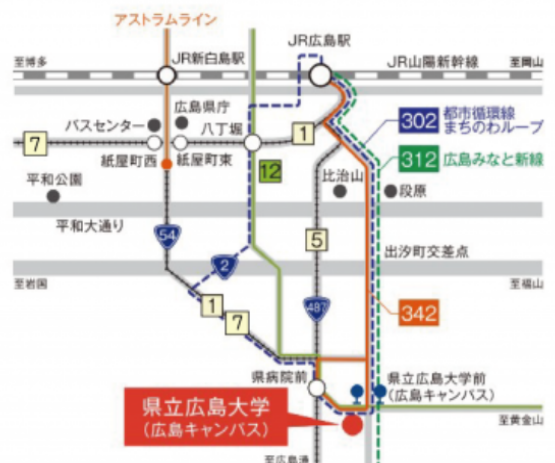 アストラムライン
JR広島駅
JR新白島駅
JR山陽新幹線
至博多
至岡山
広島県庁
バスセンター
八丁堀
1
302
都市循環線
まちのわループ
7
紙屋町西
紙屋町東
12
312
広島みなと新線
平和公園
比治山
段原
平和大通り
54
5
2
出汐町交差点
至岩国
至福山
1
7
487
342
県病院前
県立広島大学前
(広島キャンパス)
県立広島大学
(広島キャンパス)
至黄金山
至広島港